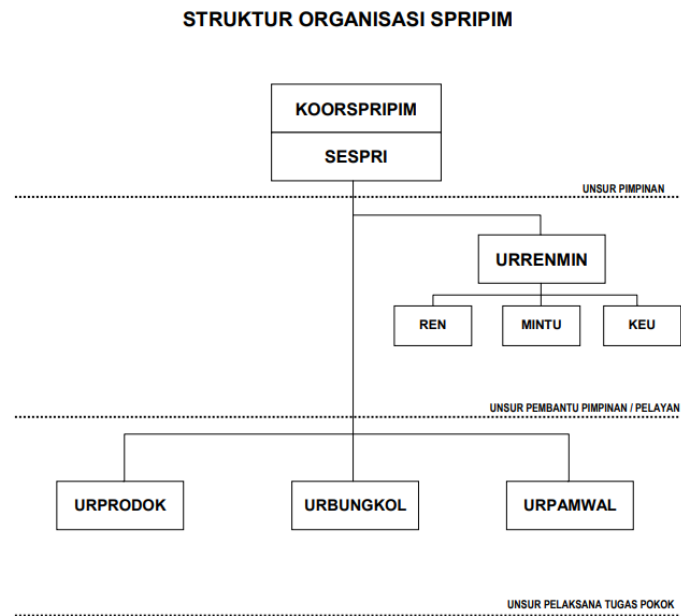 STRUKTUR ORGANISASI SPRIPIM
KOORSPRIPIM
SESPRI
UNSUR PIMPINAN
URRENMIN
REN
MINTU
KEU
UNSUR PEMBANTU PIMPINAN / PELAYAN
URPRODOK
URBUNGKOL
URPAMWAL
UNSUR PELAKSANA TUGAS POKOK